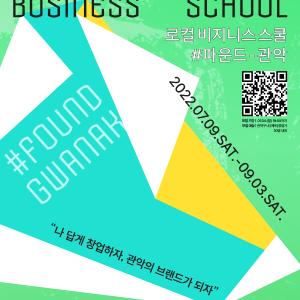 BUSINESS SCHOOL
로컬 비지니스 스쿨
#파운드 관악
2022.07.09.SAT.-09.03.SAT.
#FOUND
GWANAK
“나 답게 창업하자, 관악의 브랜드가 되자”